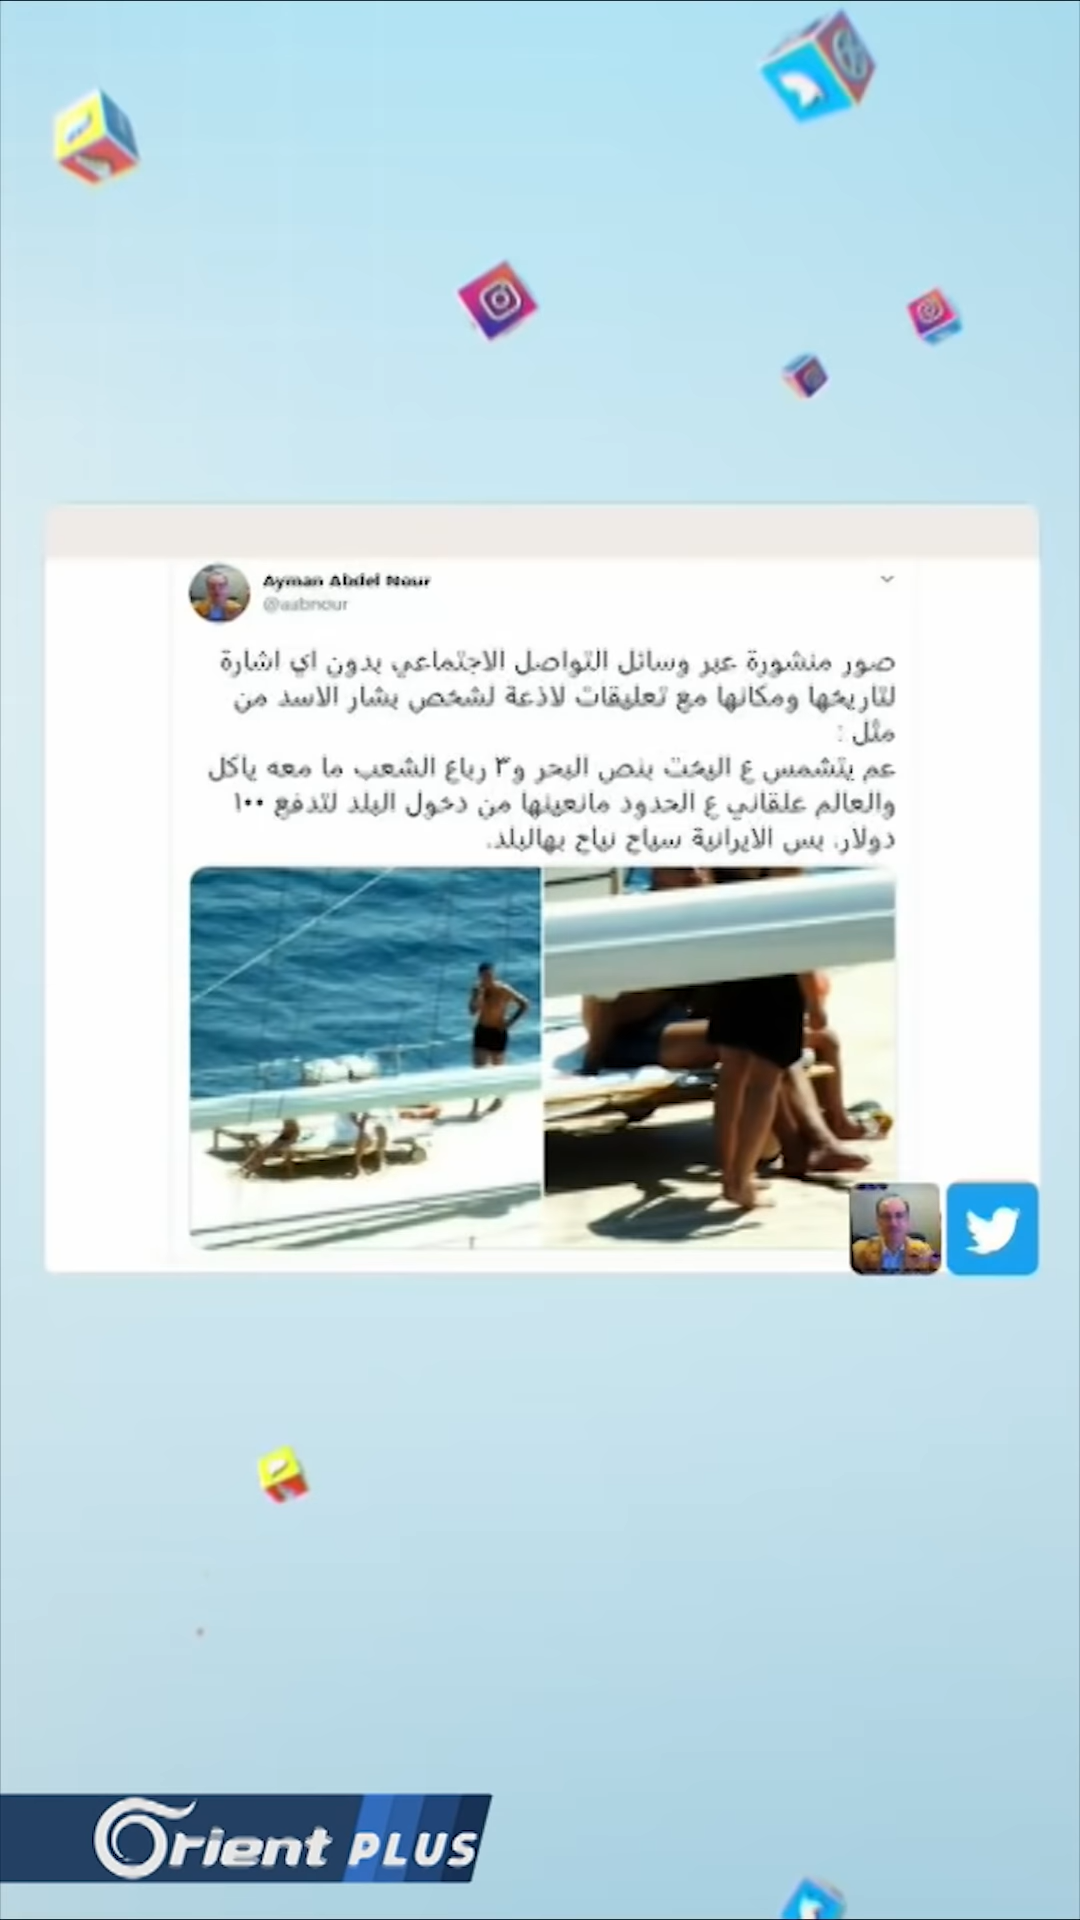 Ayman Abdel Nour
@aabnour
صور منشورة عبر وسائل التواصل الاجتماعي بدون اي اشارة
لتاريخها ومكانها مع تعليقات لاذعة لشخص بشار الاسد من
مثل :
عم يتشمس ع اليخت بنص البحر و٣ رباع الشعب ما معه ياكل
والعالم علقاني ع الحدود مانعينها من دخول البلد لتدفع ١٠٠
دولار. بس الايرانية سياح نياح بهالبلد.
Orient PLUS